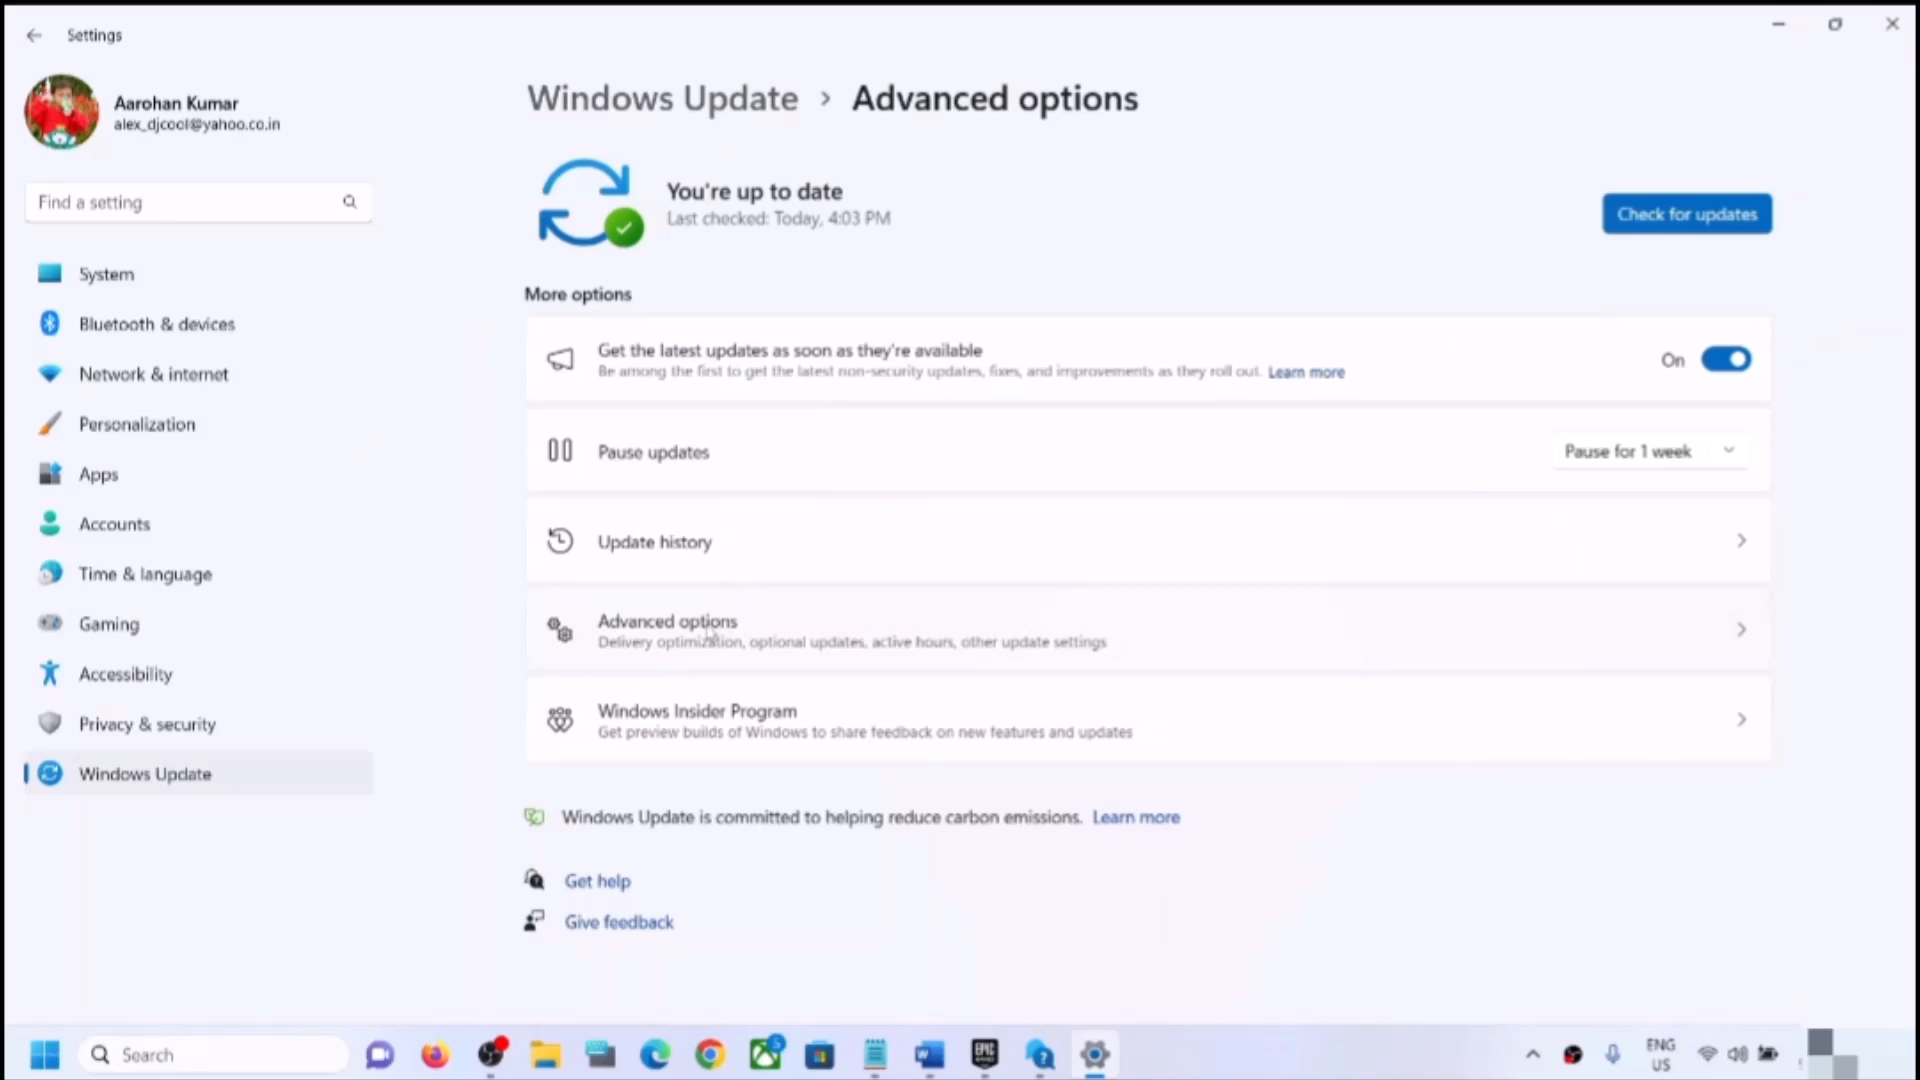 Settings
Aarohan Kumar
alex_djcool@yahoo.co.in
Find a setting
System
Bluetooth & devices
Network & internet
Personalization
Apps
Accounts
Time & language
Gaming
Accessibility
Privacy & security
Windows Update
Windows Update > Advanced options
You're up to date
Last checked: Today, 4:03 PM
Check for updates
More options
Get the latest updates as soon as they're available
Be among the first to get the latest non-security updates, fixes, and improvements as they roll out. Learn more
On
Pause updates
Pause for 1 week
Update history
Advanced options
Delivery optimization, optional updates, active hours, other update settings
Windows Insider Program
Get preview builds of Windows to share feedback on new features and updates
Windows Update is committed to helping reduce carbon emissions. Learn more
Get help
Give feedback
Search
5
EPIC
ENG
US